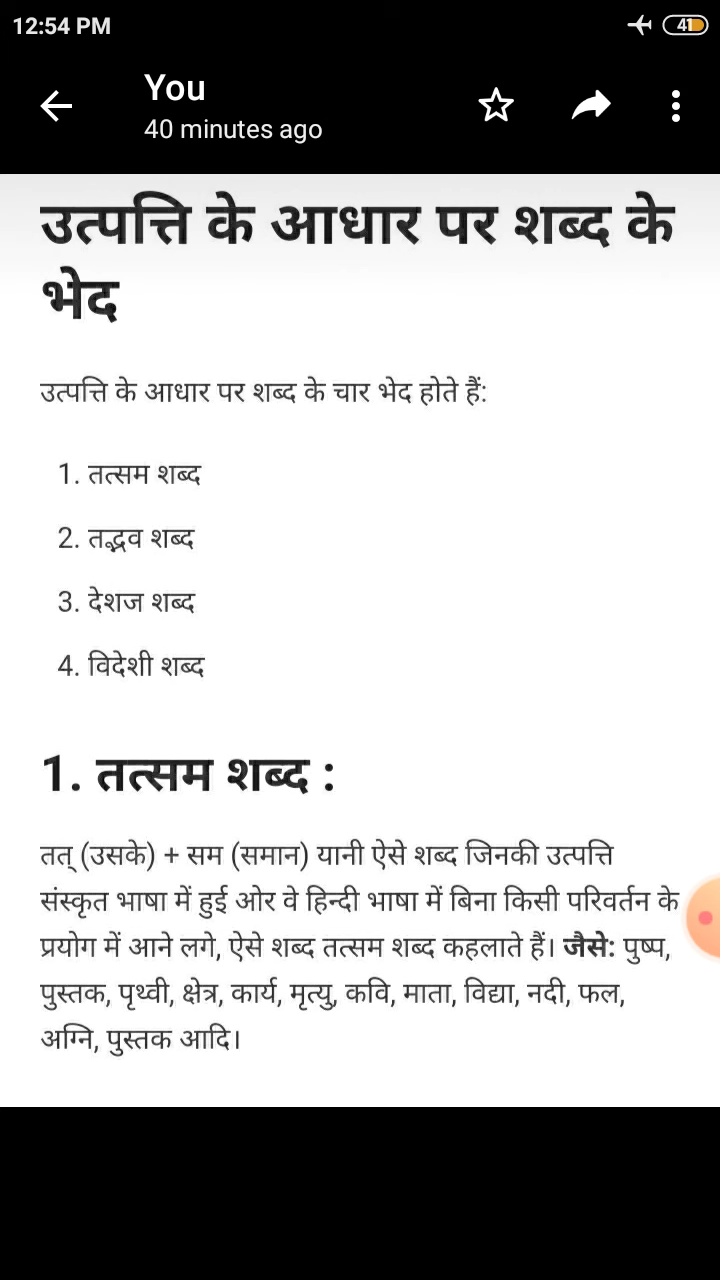 12:54 PM
41
You
40 minutes ago
उत्पत्ति के आधार पर शब्द के
भेद
उत्पत्ति के आधार पर शब्द के चार भेद होते हैं:
1. तत्सम शब्द
2. तद्भव शब्द
3. देशज शब्द
4. विदेशी शब्द
1. तत्सम शब्द :
तत् (उसके) + सम (समान) यानी ऐसे शब्द जिनकी उत्पत्ति
संस्कृत भाषा में हुई ओर वे हिन्दी भाषा में बिना किसी परिवर्तन के
प्रयोग में आने लगे, ऐसे शब्द तत्सम शब्द कहलाते हैं। जैसे: पुष्प,
पुस्तक, पृथ्वी, क्षेत्र, कार्य, मृत्यु, कवि, माता, विद्या, नदी, फल,
अग्नि, पुस्तक आदि।